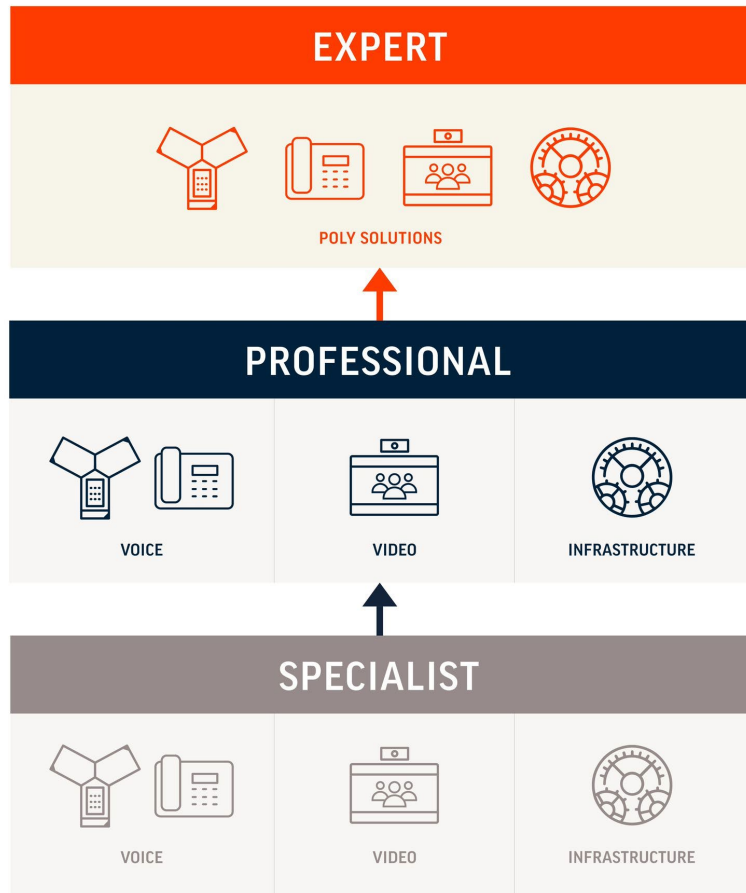 EXPERT
POLY SOLUTIONS
PROFESSIONAL
VOICE VIDEO INFRASTRUCTURE
SPECIALIST
VOICE VIDEO INFRASTRUCTURE